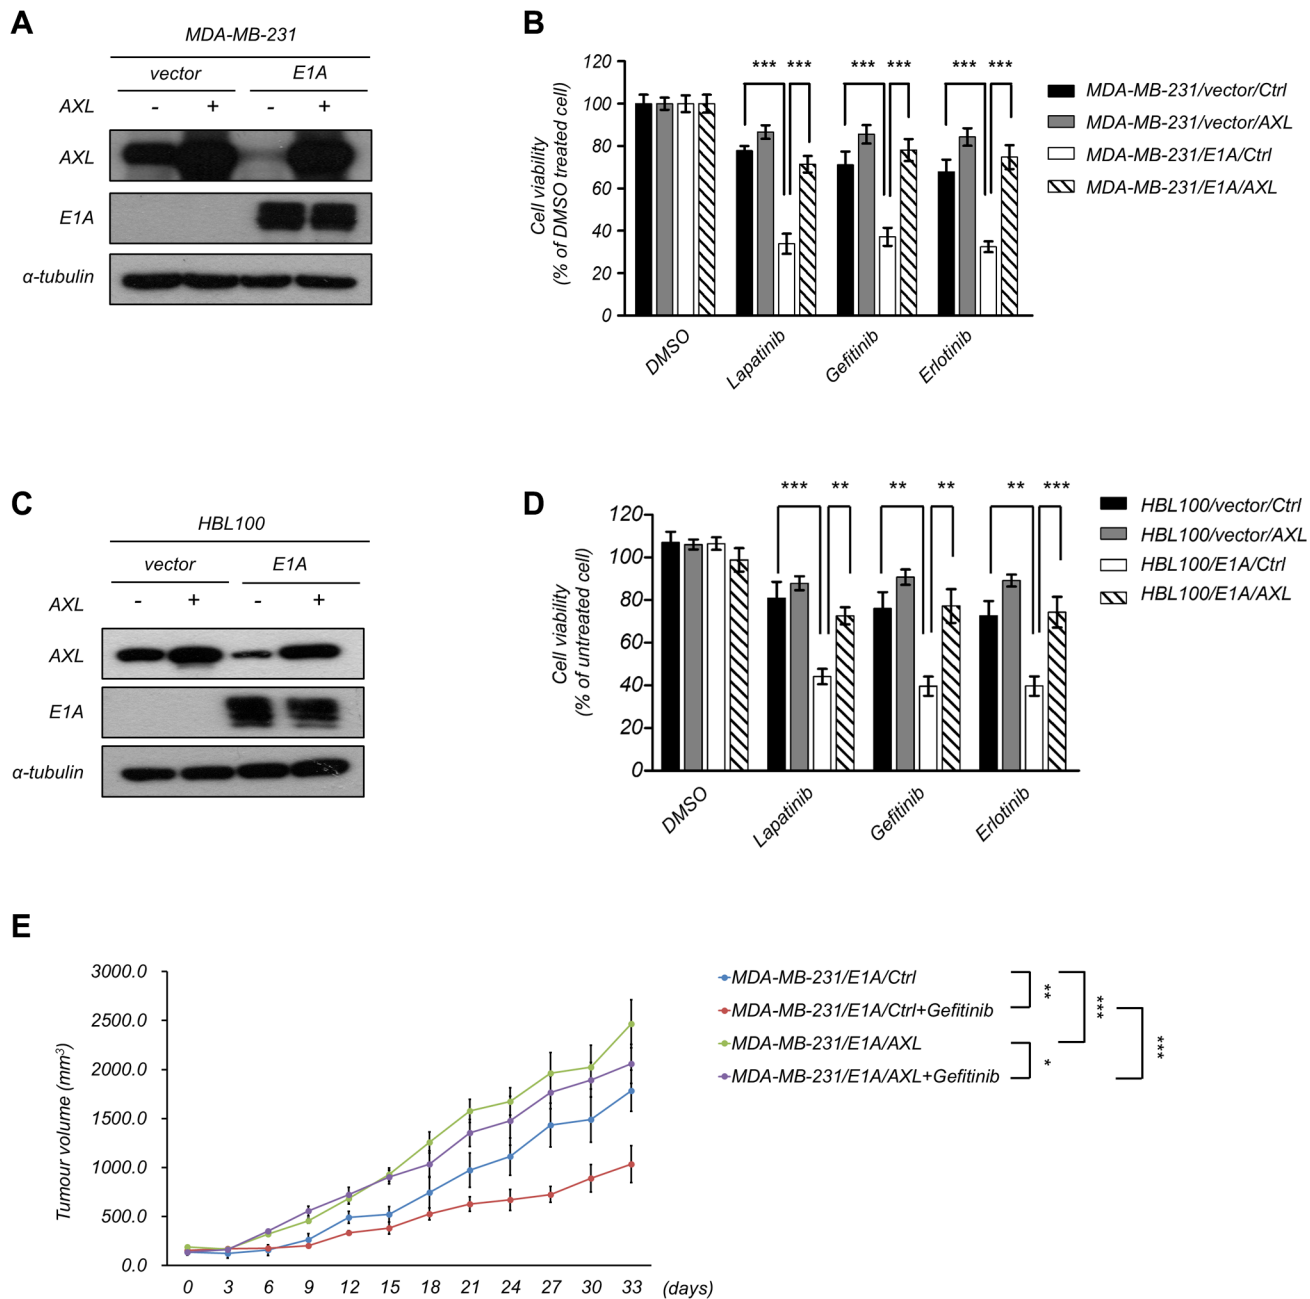 A
MDA-MB-231
vector E1A
AXL - + - +
AXL
E1A
α-tubulin
B
Cell viability
(% of DMSO treated cell)
120
100
80
60
40
20
0
*** *** *** *** *** ***
DMSO Lapatinib Gefitinib Erlotinib
MDA-MB-231/vector/Ctrl
MDA-MB-231/vector/AXL
MDA-MB-231/E1A/Ctrl
MDA-MB-231/E1A/AXL
C
HBL100
vector E1A
AXL - + - +
AXL
E1A
α-tubulin
D
Cell viability
(% of untreated cell)
120
100
80
60
40
20
0
*** ** ** ** ** ***
DMSO Lapatinib Gefitinib Erlotinib
HBL100/vector/Ctrl
HBL100/vector/AXL
HBL100/E1A/Ctrl
HBL100/E1A/AXL
E
Tumour volume (mm³)
3000.0
2500.0
2000.0
1500.0
1000.0
500.0
0.0
0 3 6 9 12 15 18 21 24 27 30 33 (days)
MDA-MB-231/E1A/Ctrl
MDA-MB-231/E1A/Ctrl+Gefitinib
MDA-MB-231/E1A/AXL
MDA-MB-231/E1A/AXL+Gefitinib
**
*
***
***